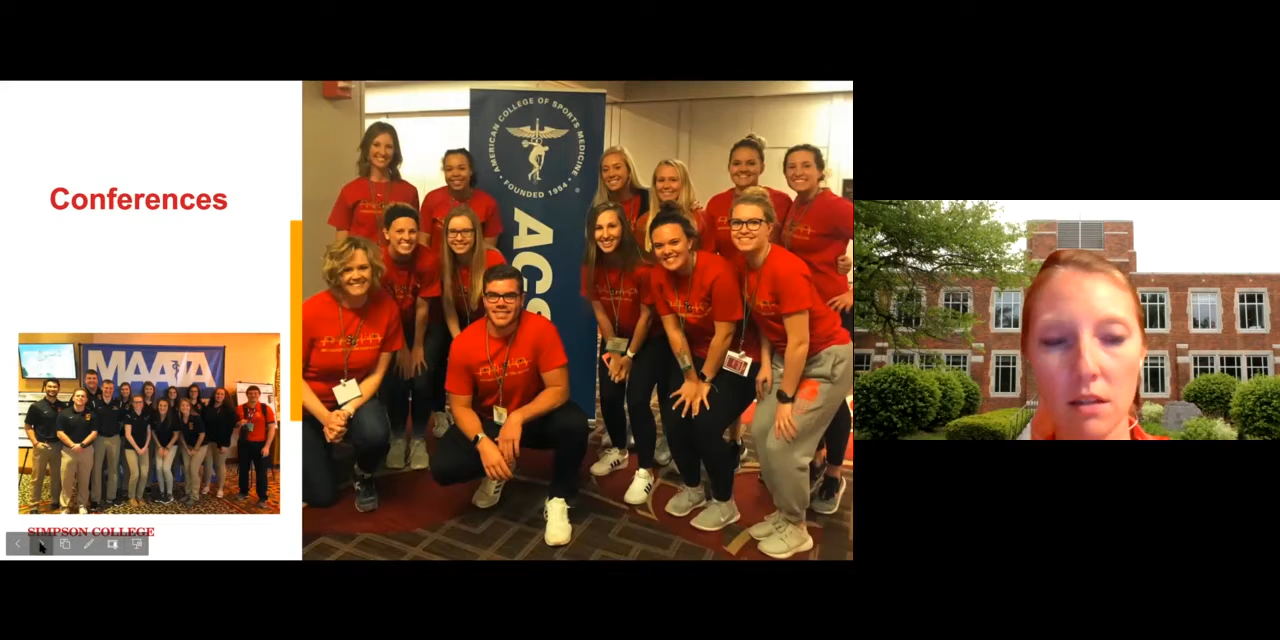 Conferences
MAATA
SIMPSON COLLEGE
AMERICAN COLLEGE OF SPORTS MEDICINE
FOUNDED 1954
ACS